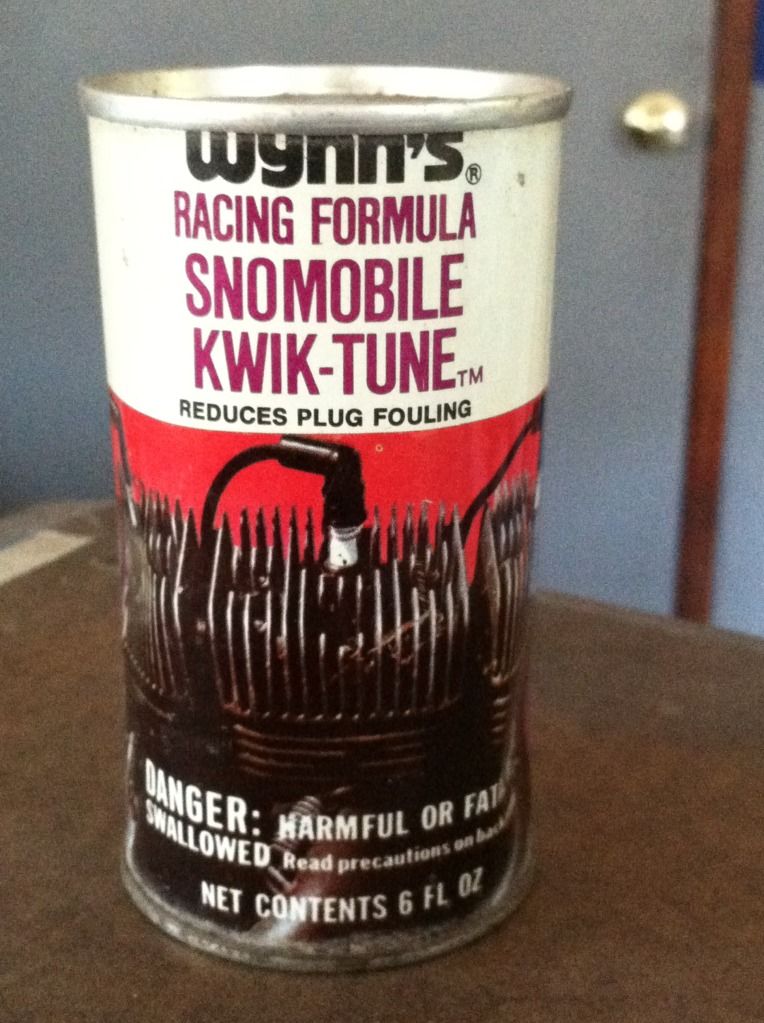 Wynn's®
RACING FORMULA
SNOMOBILE
KWIK-TUNE™
REDUCES PLUG FOULING
DANGER: HARMFUL OR
SWALLOWED Read precautions on
NET CONTENTS 6 FL OZ